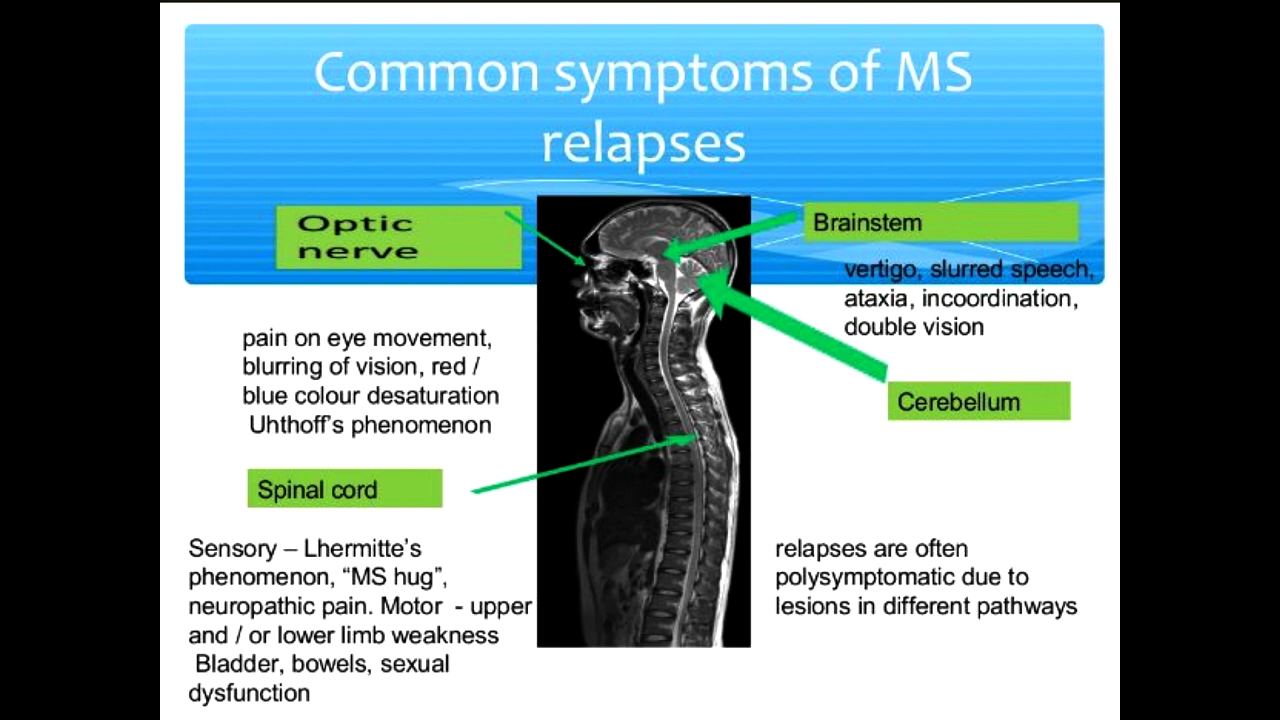 Common symptoms of MS
relapses
Optic
nerve
pain on eye movement,
blurring of vision, red /
blue colour desaturation
Uhthoff’s phenomenon
Spinal cord
Sensory – Lhermitte’s
phenomenon, “MS hug”,
neuropathic pain. Motor - upper
and / or lower limb weakness
Bladder, bowels, sexual
dysfunction
Brainstem
vertigo, slurred speech,
ataxia, incoordination,
double vision
Cerebellum
relapses are often
polysymptomatic due to
lesions in different pathways